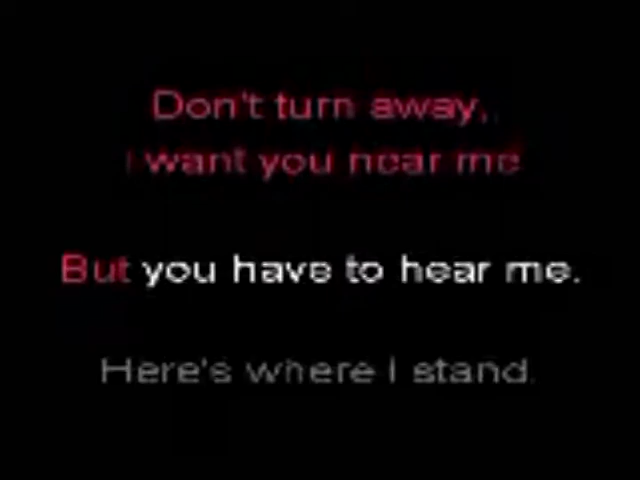 Don't turn away,
I want you near me
But you have to hear me.
Here's where I stand.